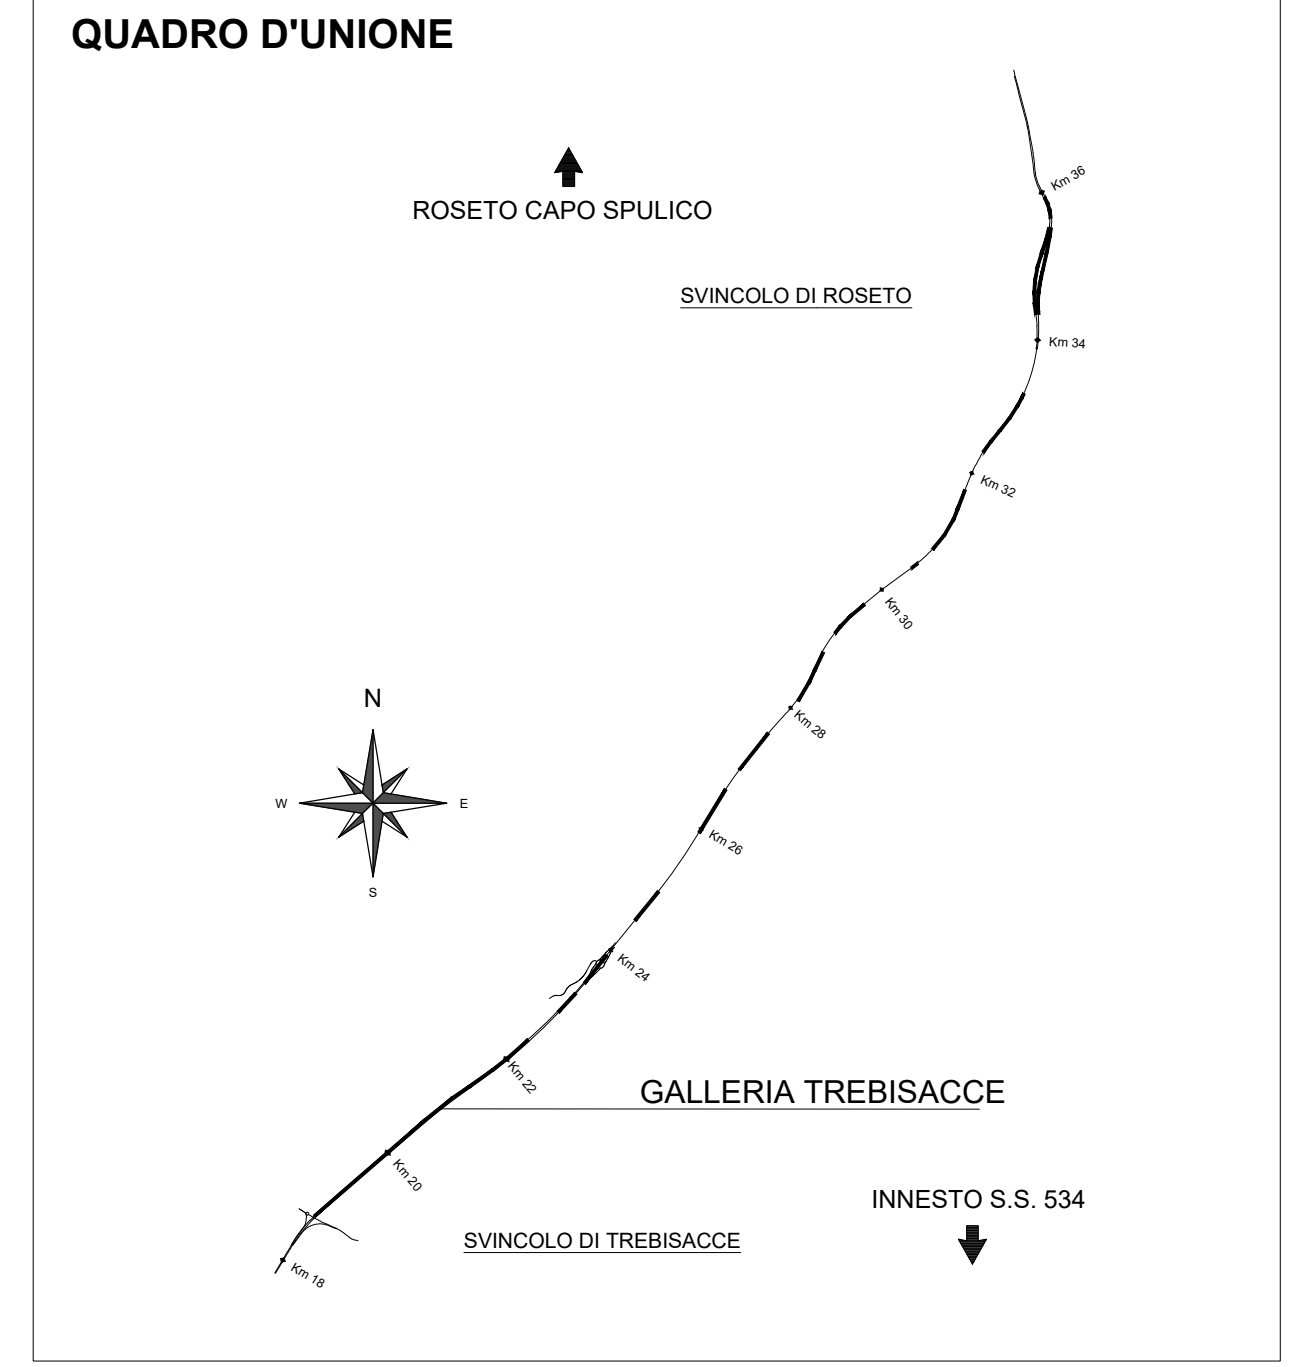 QUADRO D'UNIONE
Km 36
ROSETO CAPO SPULICO
SVINCOLO DI ROSETO
Km 34
Km 32
Km 30
N
Km 28
W
E
Km 26
S
Km 24
Km 22
GALLERIA TREBISACCE
Km 20
INNESTO S.S. 534
SVINCOLO DI TREBISACCE
Km 18